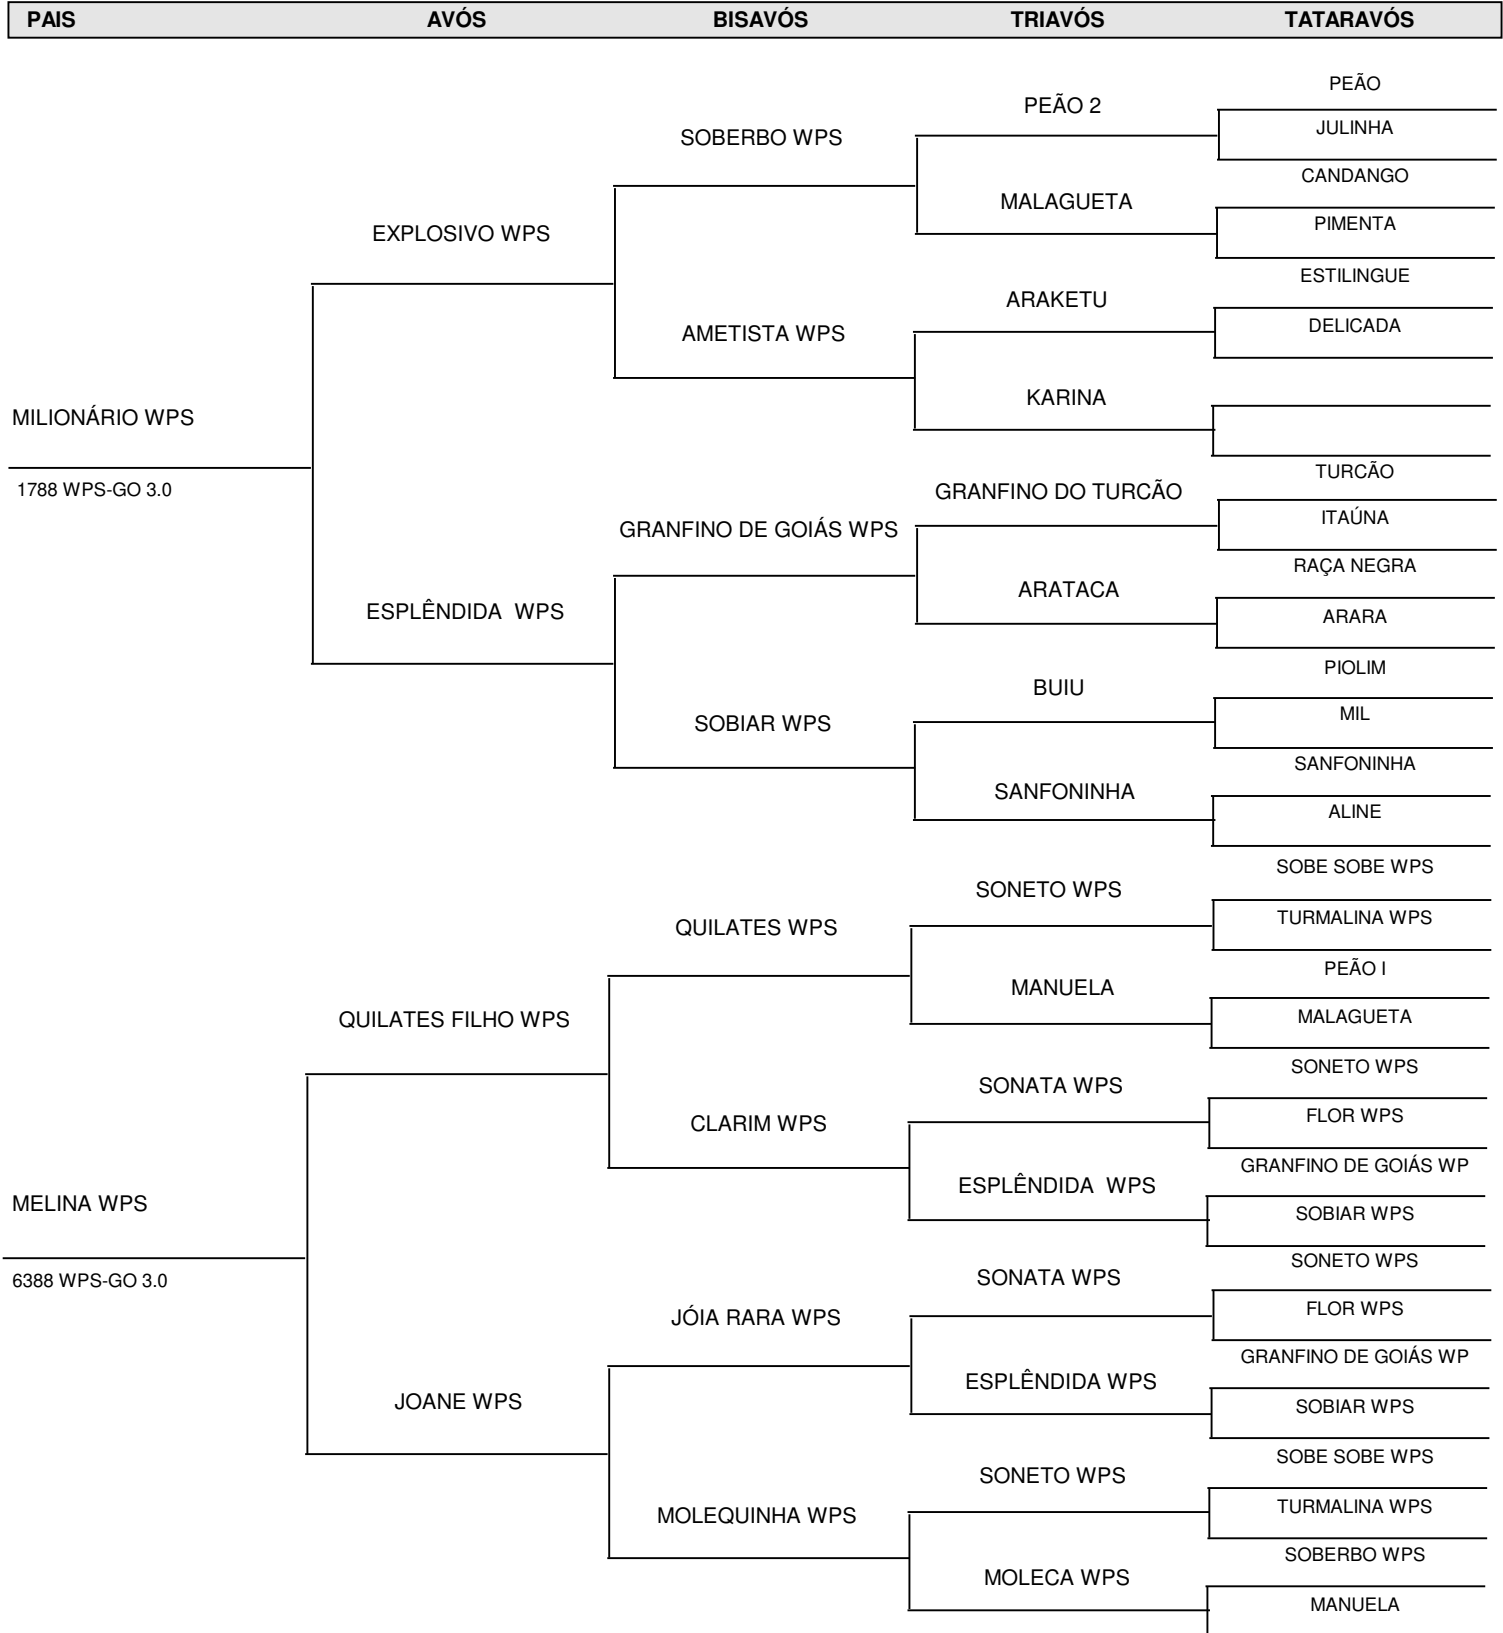 PAIS AVÓS BISAVÓS TRIAVÓS TATARAVÓS
PEÃO
PEÃO 2
JULINHA
SOBERBO WPS
CANDANGO
MALAGUETA
PIMENTA
EXPLOSIVO WPS
ESTILINGUE
ARAKETU
DELICADA
AMETISTA WPS
KARINA
MILIONÁRIO WPS
TURCÃO
1788 WPS-GO 3.0
GRANFINO DO TURCÃO
ITAÚNA
GRANFINO DE GOIÁS WPS
RAÇA NEGRA
ARATACA
ESPLÊNDIDA  WPS
ARARA
PIOLIM
BUIU
MIL
SOBIAR WPS
SANFONINHA
SANFONINHA
ALINE
SOBE SOBE WPS
SONETO WPS
TURMALINA WPS
QUILATES WPS
PEÃO I
MANUELA
MALAGUETA
QUILATES FILHO WPS
SONETO WPS
SONATA WPS
FLOR WPS
CLARIM WPS
GRANFINO DE GOIÁS WP
ESPLÊNDIDA  WPS
MELINA WPS
SOBIAR WPS
SONETO WPS
6388 WPS-GO 3.0
SONATA WPS
FLOR WPS
JÓIA RARA WPS
GRANFINO DE GOIÁS WP
ESPLÊNDIDA WPS
JOANE WPS
SOBIAR WPS
SOBE SOBE WPS
SONETO WPS
TURMALINA WPS
MOLEQUINHA WPS
SOBERBO WPS
MOLECA WPS
MANUELA